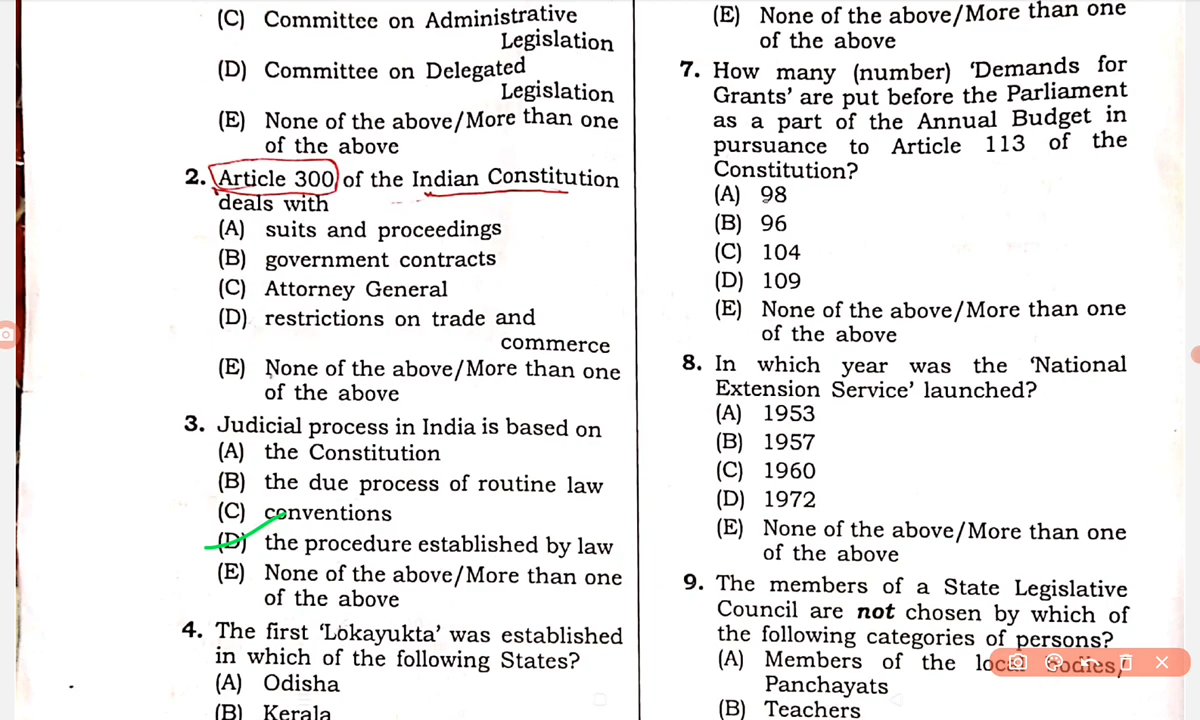 (C) Committee on Administrative
Legislation
(D) Committee on Delegated
Legislation
(E) None of the above/More than one
of the above
2. Article 300 of the Indian Constitution
deals with
(A) suits and proceedings
(B) government contracts
(C) Attorney General
(D) restrictions on trade and
commerce
(E) None of the above/More than one
of the above
3. Judicial process in India is based on
(A) the Constitution
(B) the due process of routine law
(C) conventions
(D) the procedure established by law
(E) None of the above/More than one
of the above
4. The first 'Lokayukta' was established
in which of the following States?
(A) Odisha
(B) Kerala
(E) None of the above/More than one
of the above
7. How many (number) 'Demands for
Grants' are put before the Parliament
as a part of the Annual Budget in
pursuance to Article 113 of the
Constitution?
(A) 98
(B) 96
(C) 104
(D) 109
(E) None of the above/More than one
of the above
8. In which year was the 'National
Extension Service' launched?
(A) 1953
(B) 1957
(C) 1960
(D) 1972
(E) None of the above/More than one
of the above
9. The members of a State Legislative
Council are not chosen by which of
the following categories of persons?
(A) Members of the local bodies/
Panchayats
(B) Teachers